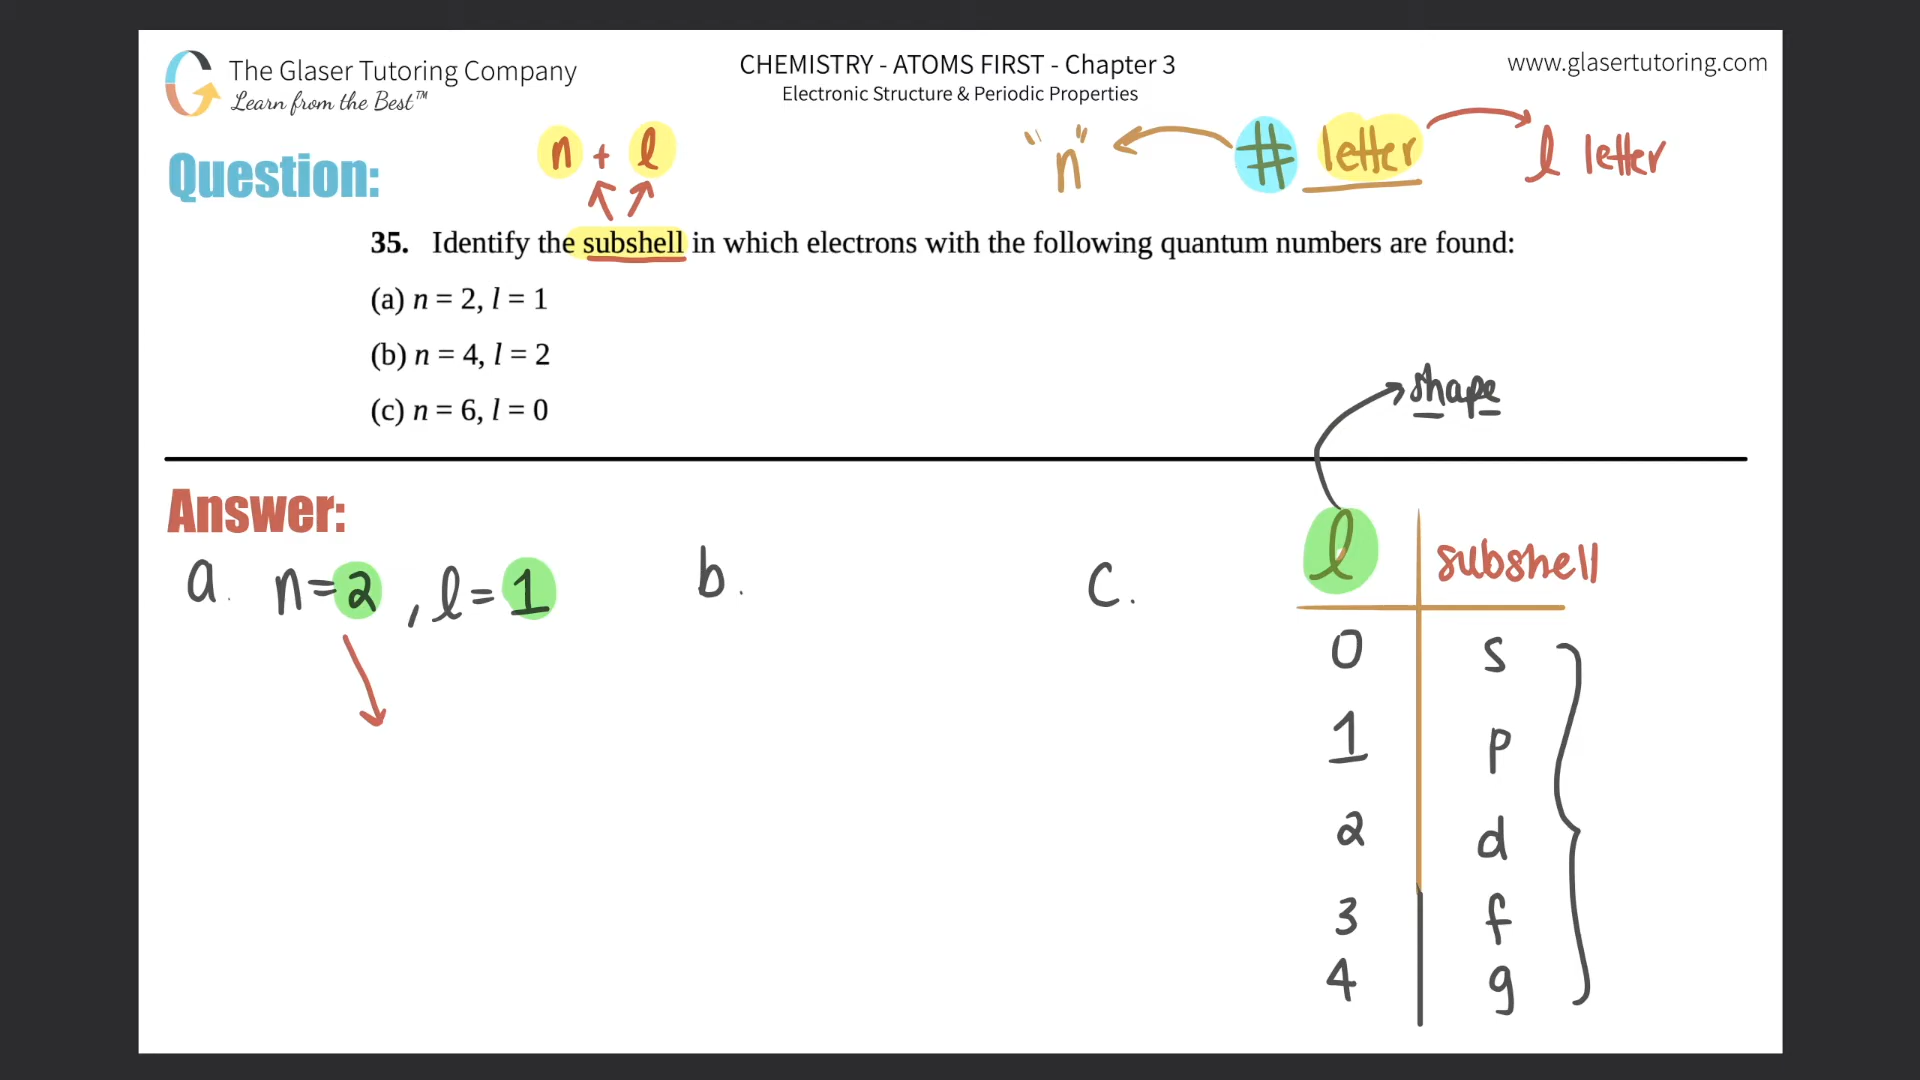 The Glaser Tutoring Company
Learn from the Best™
CHEMISTRY - ATOMS FIRST - Chapter 3
Electronic Structure & Periodic Properties
www.glasertutoring.com
n + l
"n" # letter l letter
Question:
35. Identify the subshell in which electrons with the following quantum numbers are found:
(a) n = 2, l = 1
(b) n = 4, l = 2
(c) n = 6, l = 0
shape
Answer:
a. n=2, l=1
b.
c.
l subshell
0 s
1 p
2 d
3 f
4 g